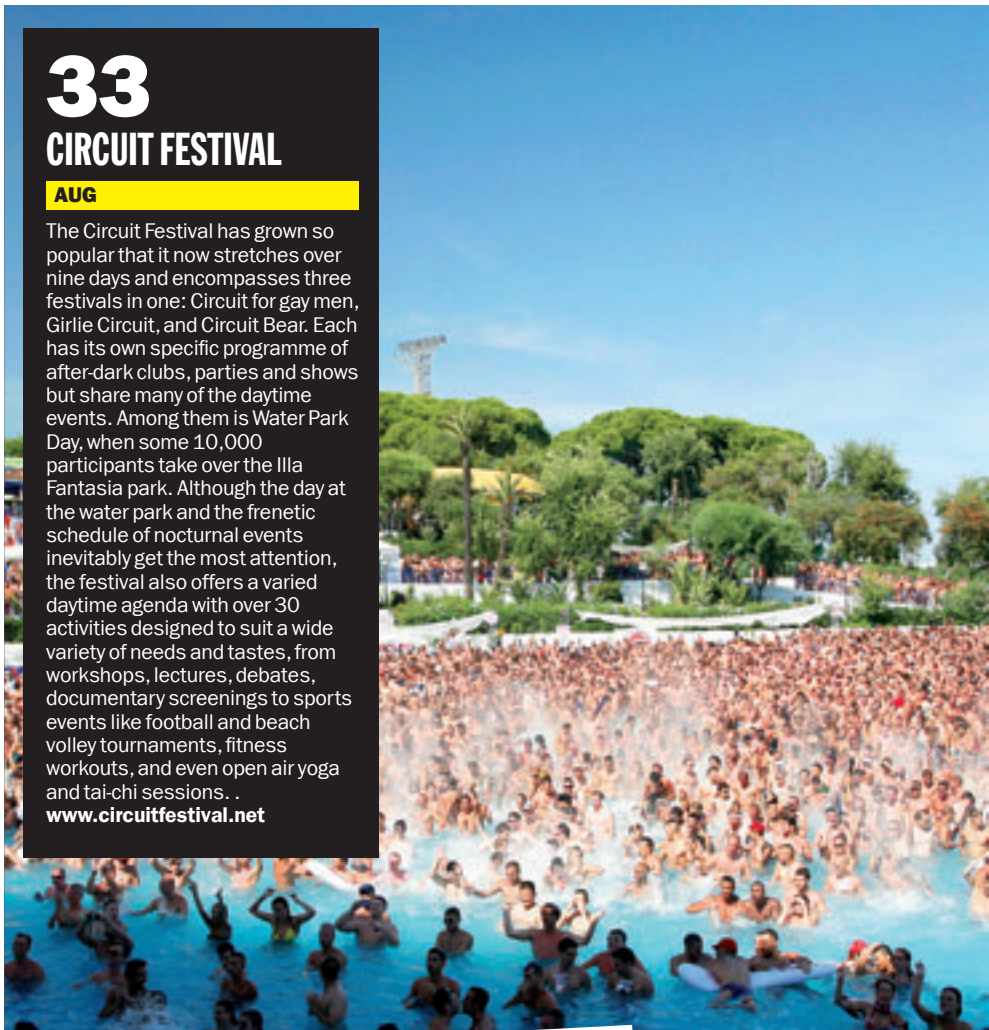 33
CIRCUIT FESTIVAL
AUG
The Circuit Festival has grown so
popular that it now stretches over
nine days and encompasses three
festivals in one: Circuit for gay men,
Girlie Circuit, and Circuit Bear. Each
has its own specific programme of
after-dark clubs, parties and shows
but share many of the daytime
events. Among them is Water Park
Day, when some 10,000
participants take over the Illa
Fantasia park. Although the day at
the water park and the frenetic
schedule of nocturnal events
inevitably get the most attention,
the festival also offers a varied
daytime agenda with over 30
activities designed to suit a wide
variety of needs and tastes, from
workshops, lectures, debates,
documentary screenings to sports
events like football and beach
volley tournaments, fitness
workouts, and even open air yoga
and tai-chi sessions. .
www.circuitfestival.net